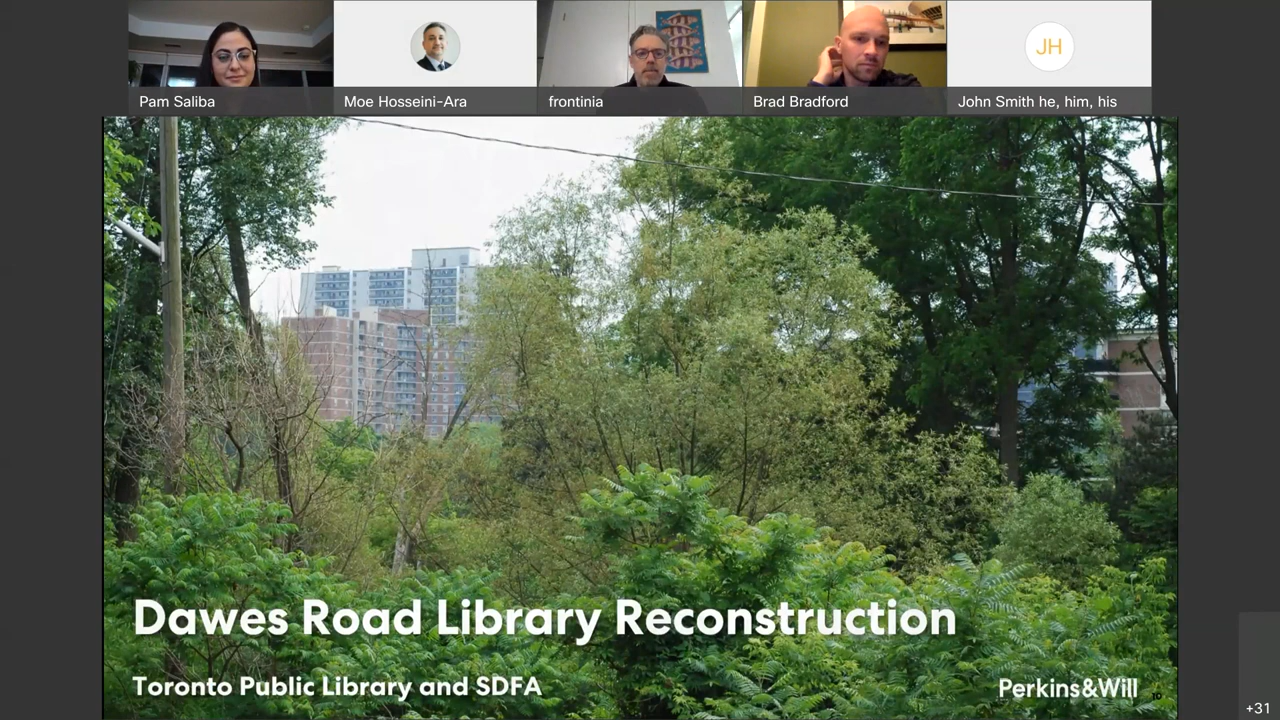 Pam Saliba
Moe Hosseini-Ara
frontinia
Brad Bradford
JH
John Smith he, him, his
Dawes Road Library Reconstruction
Toronto Public Library and SDFA
Perkins&Will
10
+31